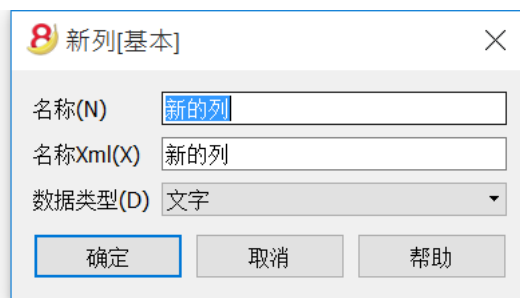 8 新列[基本]
名称(N) 新的列
名称Xml(X) 新的列
数据类型(D) 文字
确定 取消 帮助